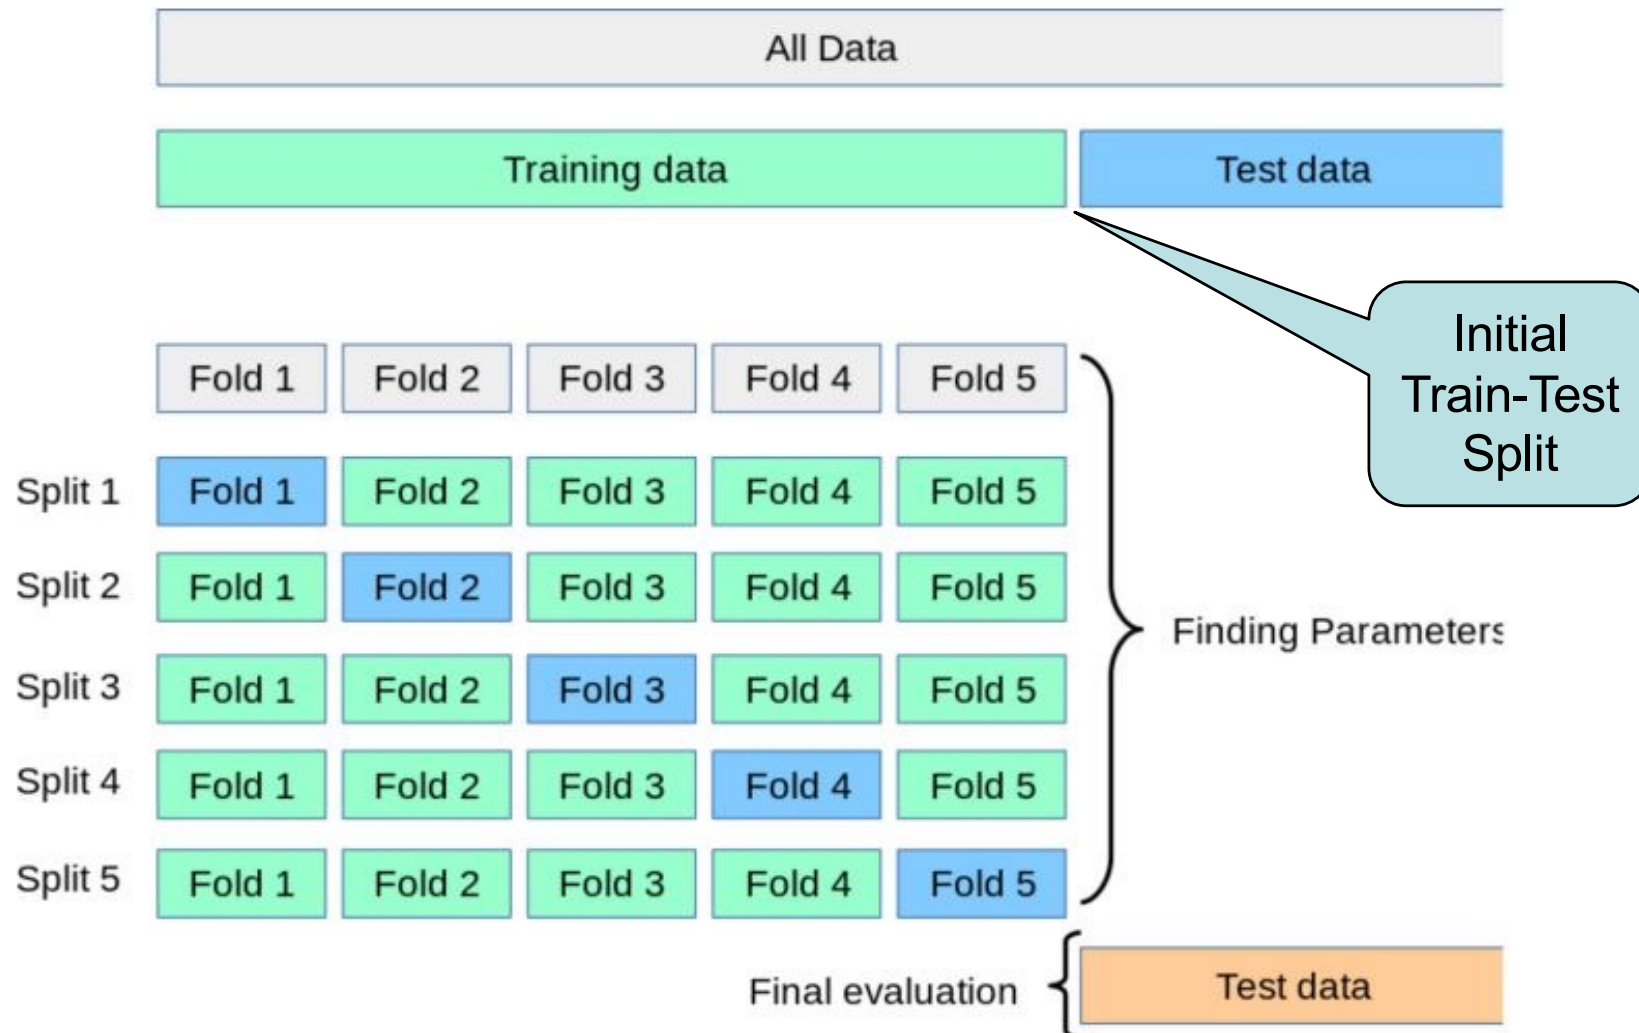 All Data
Training data
Test data
Initial
Train-Test
Split
Fold 1
Fold 2
Fold 3
Fold 4
Fold 5
Split 1
Fold 1
Fold 2
Fold 3
Fold 4
Fold 5
Split 2
Fold 1
Fold 2
Fold 3
Fold 4
Fold 5
Finding Parameters
Split 3
Fold 1
Fold 2
Fold 3
Fold 4
Fold 5
Split 4
Fold 1
Fold 2
Fold 3
Fold 4
Fold 5
Split 5
Fold 1
Fold 2
Fold 3
Fold 4
Fold 5
Final evaluation
Test data